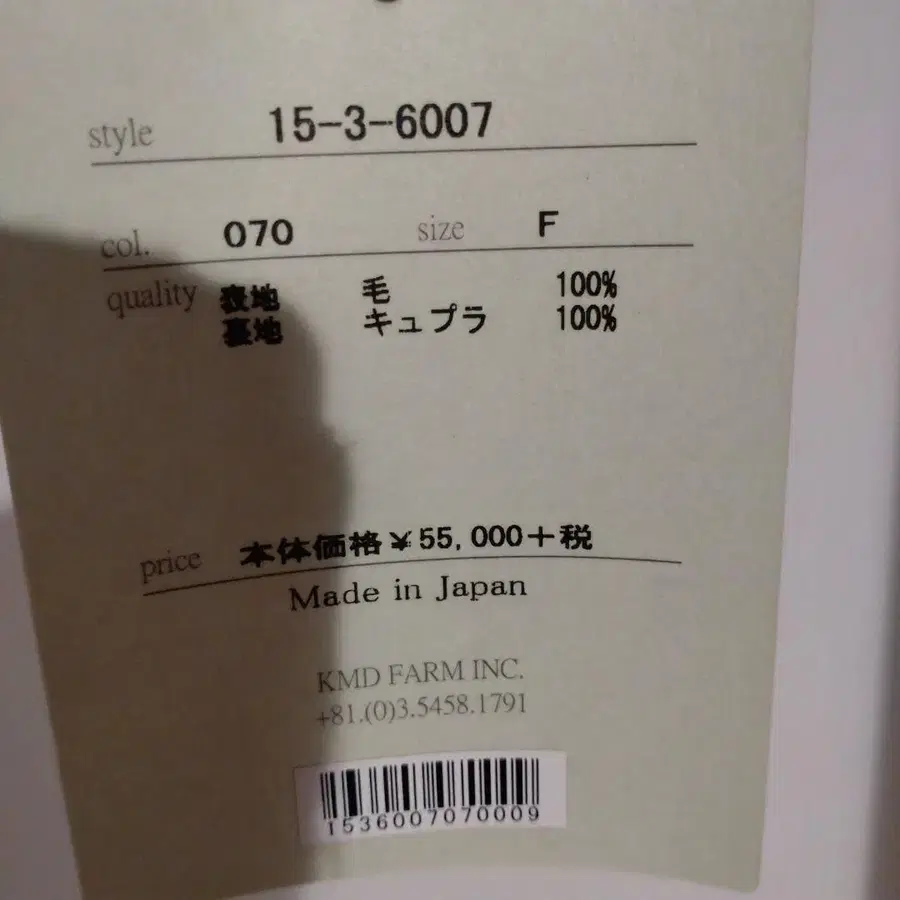 style 15-3-6007
col. 070 size F
quality 表地 毛 100%
裏地 キュプラ 100%
price 本体価格¥55,000+税
Made in Japan
KMD FARM INC.
+81.(0)3.5458.1791
1536007070009